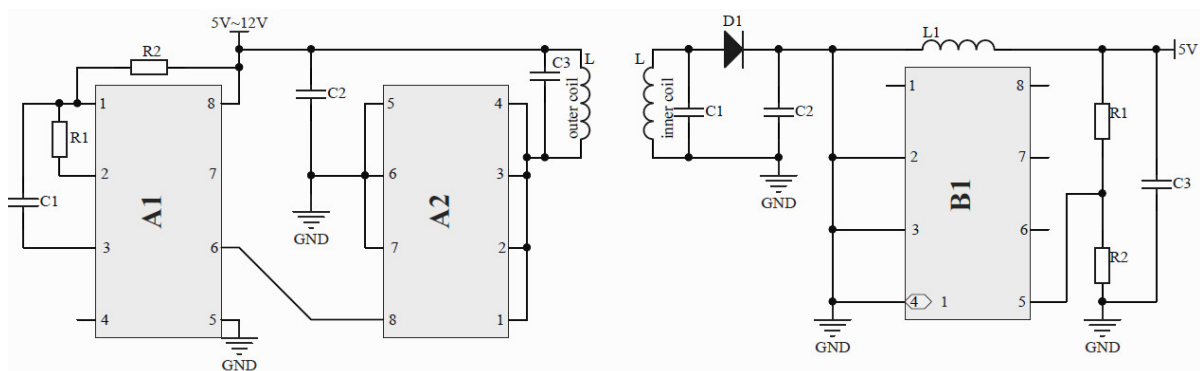 5V~12V
R2
1
8
R1
2
7
C1
A1
3
6
4
5
GND
C2
GND
5
4
6
3
A2
7
2
8
1
C3
L
outer coil
L
inner coil
C1
D1
C2
GND
L1
5V
1
8
2
7
B1
3
6
4
1
5
R1
R2
C3
GND
GND